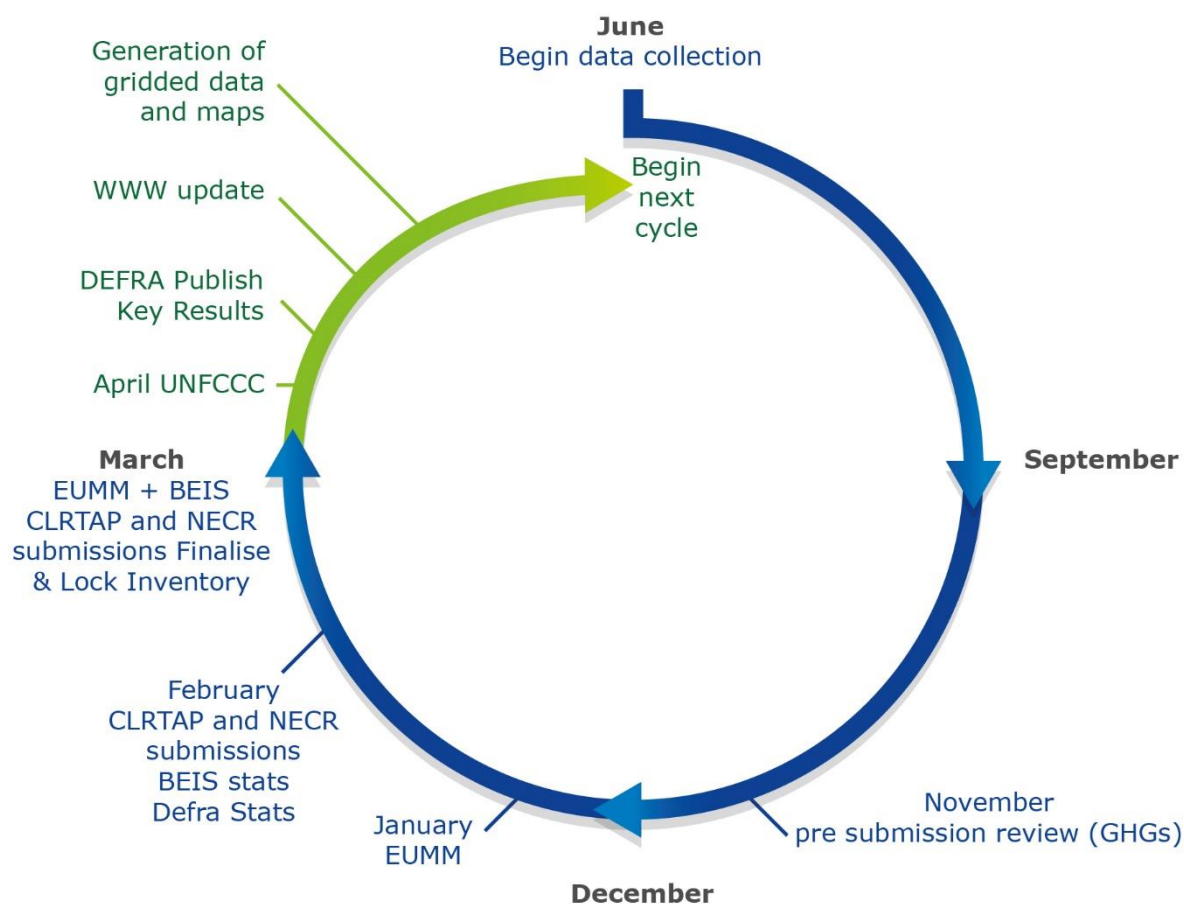 June
Begin data collection
Generation of
gridded data
and maps
WWW update
DEFRA Publish
Key Results
April UNFCCC
Begin
next
cycle
March
EUMM + BEIS
CLRTAP and NECR
submissions Finalise
& Lock Inventory
September
February
CLRTAP and NECR
submissions
BEIS stats
Defra Stats
January
EUMM
November
pre submission review (GHGs)
December